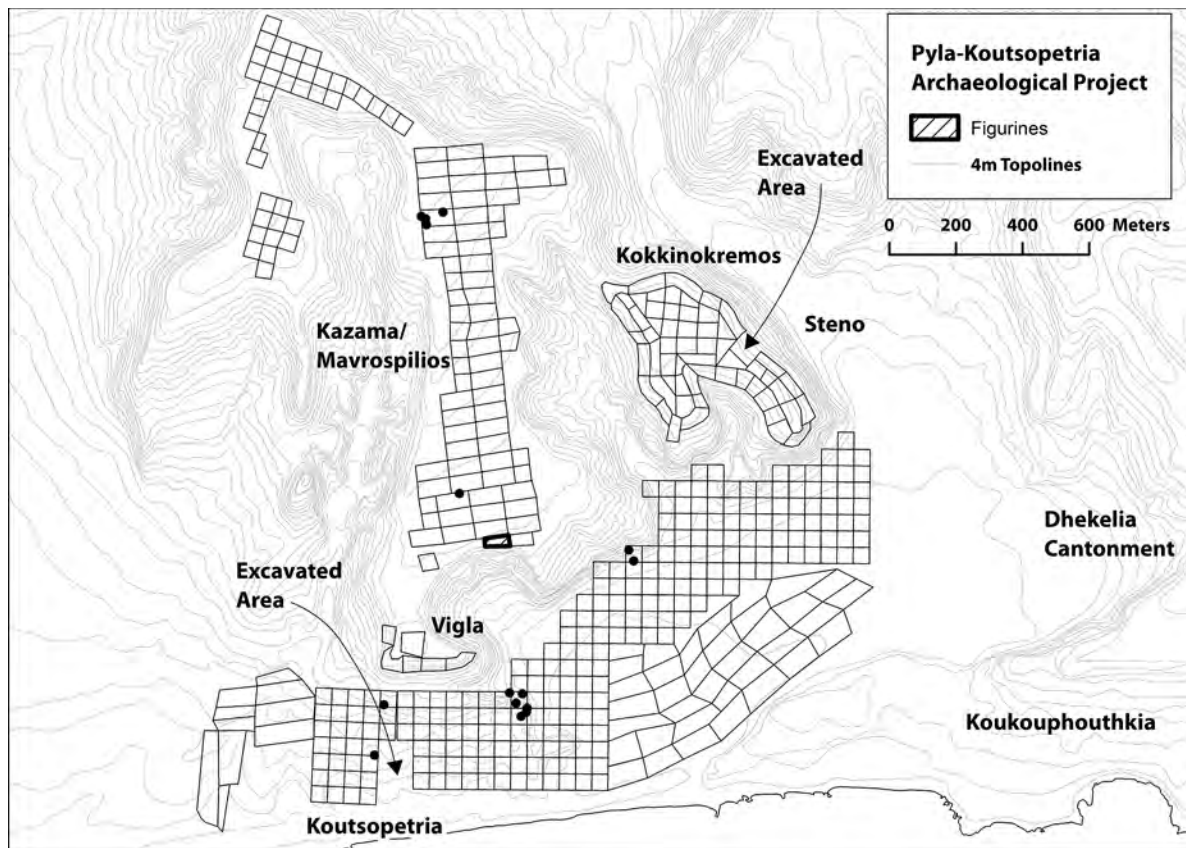 Pyla-Koutsopetria
Archaeological Project
Figurines
4m Topolines
0 200 400 600 Meters
Excavated
Area
Kokkinokremos
Steno
Kazama/
Mavrospilios
Dhekelia
Cantonment
Excavated
Area
Vigla
Koukouphouthkia
Koutsopetria